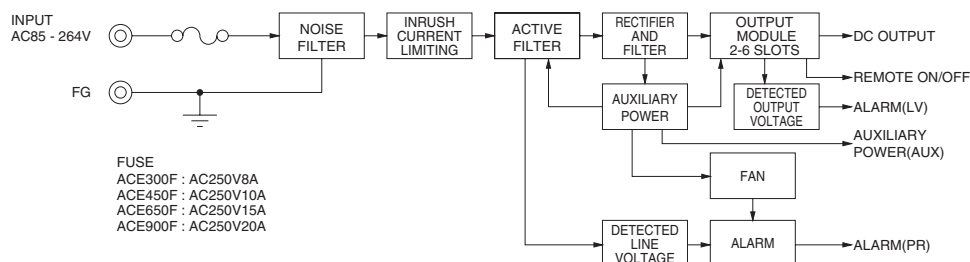 INPUT
AC85 - 264V
NOISE
FILTER
INRUSH
CURRENT
LIMITING
ACTIVE
FILTER
RECTIFIER
AND
FILTER
OUTPUT
MODULE
2-6 SLOTS
DC OUTPUT
REMOTE ON/OFF
FG
AUXILIARY
POWER
DETECTED
OUTPUT
VOLTAGE
ALARM(LV)
AUXILIARY
POWER(AUX)
FUSE
ACE300F : AC250V8A
ACE450F : AC250V10A
ACE650F : AC250V15A
ACE900F : AC250V20A
FAN
DETECTED
LINE
VOLTAGE
ALARM
ALARM(PR)